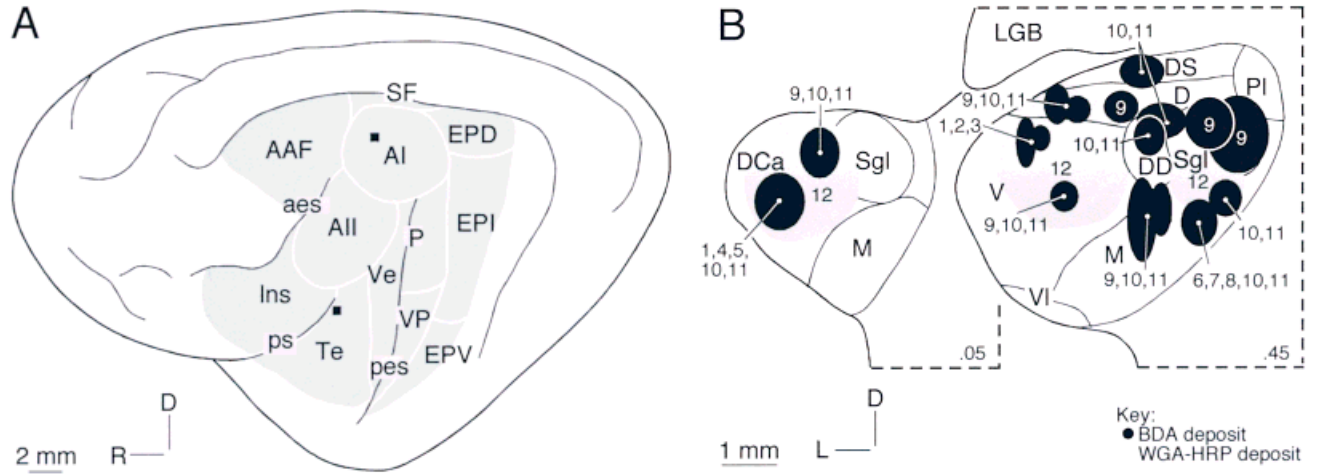 A
SF
AAF
AI
EPD
aes
AII
P
EPI
Ve
Ins
VP
ps
Te
EPV
pes
D
2 mm R
B
LGB
10,11
DS
9,10,11
9,10,11
9
D
PI
1,2,3
9
9
10,11
DCa
Sgl
DD
Sgl
12
12
12
V
9,10,11
1,4,5,
10,11
M
M
10,11
9,10,11
6,7,8,10,11
Vl
.05
.45
D
1 mm L
Key:
BDA deposit
WGA-HRP deposit